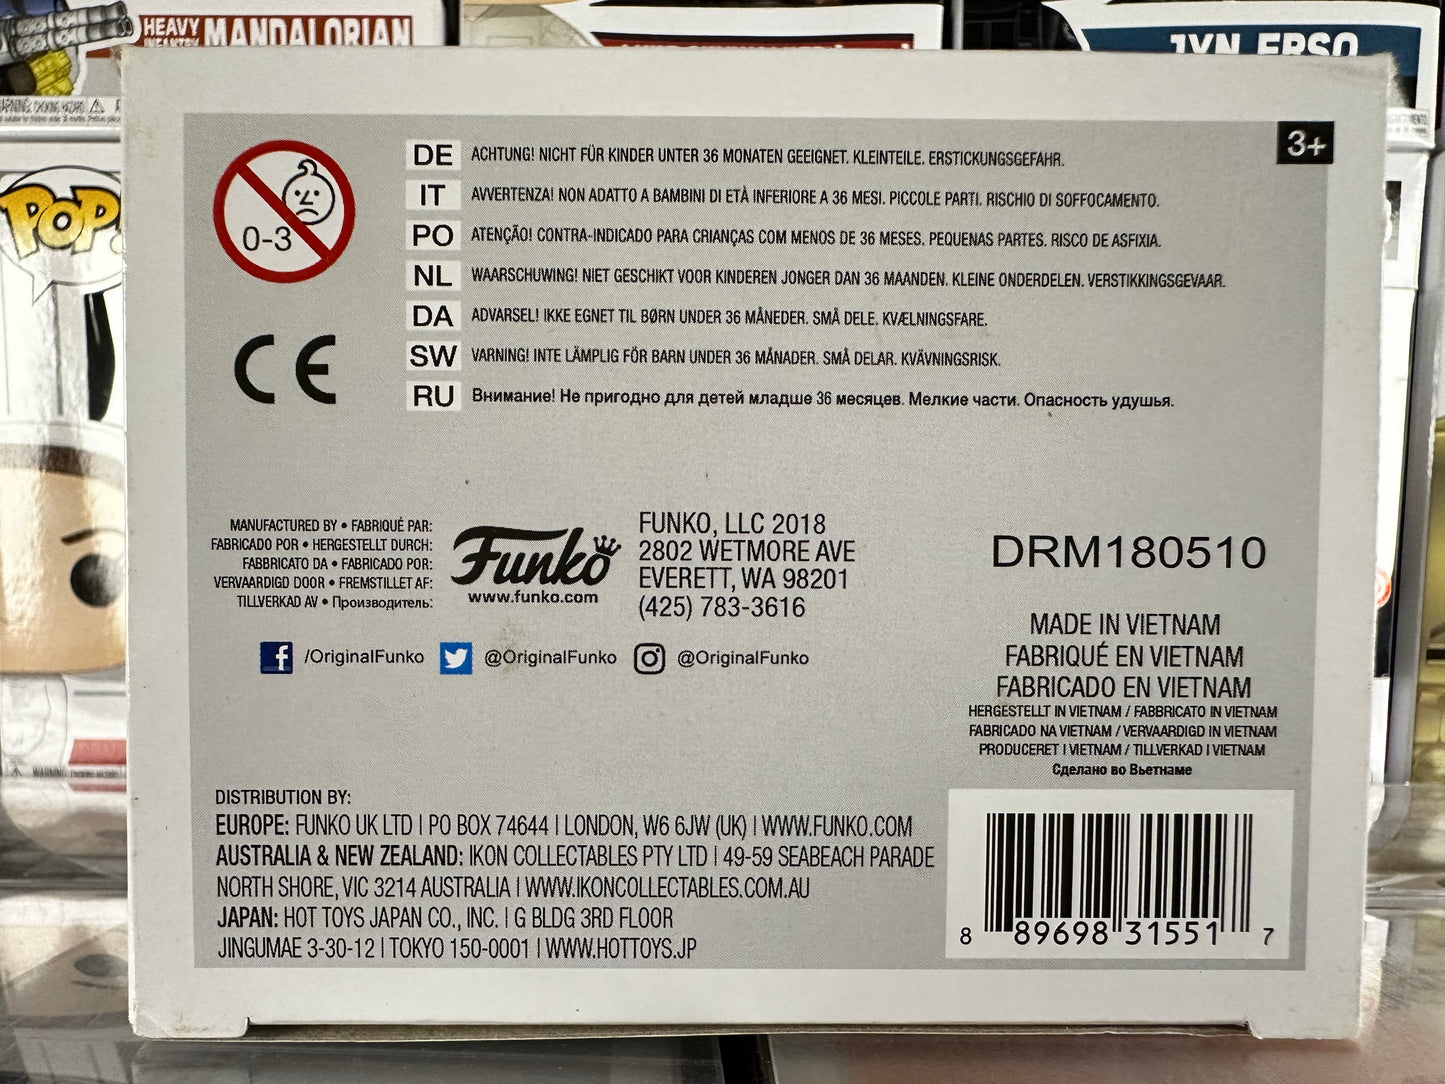 HEAVY
INFANTRY MANDALORIAN
JYN ERSO
POP!
3+
0-3
DE ACHTUNG! NICHT FÜR KINDER UNTER 36 MONATEN GEEIGNET. KLEINTEILE. ERSTICKUNGSGEFAHR.
IT AVVERTENZA! NON ADATTO A BAMBINI DI ETÀ INFERIORE A 36 MESI. PICCOLE PARTI. RISCHIO DI SOFFOCAMENTO.
PO ATENÇÃO! CONTRA-INDICADO PARA CRIANÇAS COM MENOS DE 36 MESES. PEQUENAS PARTES. RISCO DE ASFIXIA.
NL WAARSCHUWING! NIET GESCHIKT VOOR KINDEREN JONGER DAN 36 MAANDEN. KLEINE ONDERDELEN. VERSTIKKINGSGEVAAR.
DA ADVARSEL! IKKE EGNET TIL BØRN UNDER 36 MÅNEDER. SMÅ DELE. KVÆLNINGSFARE.
SW VARNING! INTE LÄMPLIG FÖR BARN UNDER 36 MÅNADER. SMÅ DELAR. KVÄVNINGSRISK.
RU Внимание! Не пригодно для детей младше 36 месяцев. Мелкие части. Опасность удушья.
CE
MANUFACTURED BY • FABRIQUÉ PAR:
FABRICADO POR • HERGESTELLT DURCH:
FABBRICATO DA • FABRICADO POR:
VERVAARDIGD DOOR • FREMSTILLET AF:
TILLVERKAD AV • Производитель:
Funko
www.funko.com
FUNKO, LLC 2018
2802 WETMORE AVE
EVERETT, WA 98201
(425) 783-3616
/OriginalFunko @OriginalFunko @OriginalFunko
DRM180510
MADE IN VIETNAM
FABRIQUÉ EN VIETNAM
FABRICADO EN VIETNAM
HERGESTELLT IN VIETNAM / FABBRICATO IN VIETNAM
FABRICADO NA VIETNAM / VERVAARDIGD IN VIETNAM
PRODUCERET I VIETNAM / TILLVERKAD I VIETNAM
Сделано во Вьетнаме
DISTRIBUTION BY:
EUROPE: FUNKO UK LTD | PO BOX 74644 | LONDON, W6 6JW (UK) | WWW.FUNKO.COM
AUSTRALIA & NEW ZEALAND: IKON COLLECTABLES PTY LTD | 49-59 SEABEACH PARADE
NORTH SHORE, VIC 3214 AUSTRALIA | WWW.IKONCOLLECTABLES.COM.AU
JAPAN: HOT TOYS JAPAN CO., INC. | G BLDG 3RD FLOOR
JINGUMAE 3-30-12 | TOKYO 150-0001 | WWW.HOTTOYS.JP
8 89698 31551 7
WARNING: